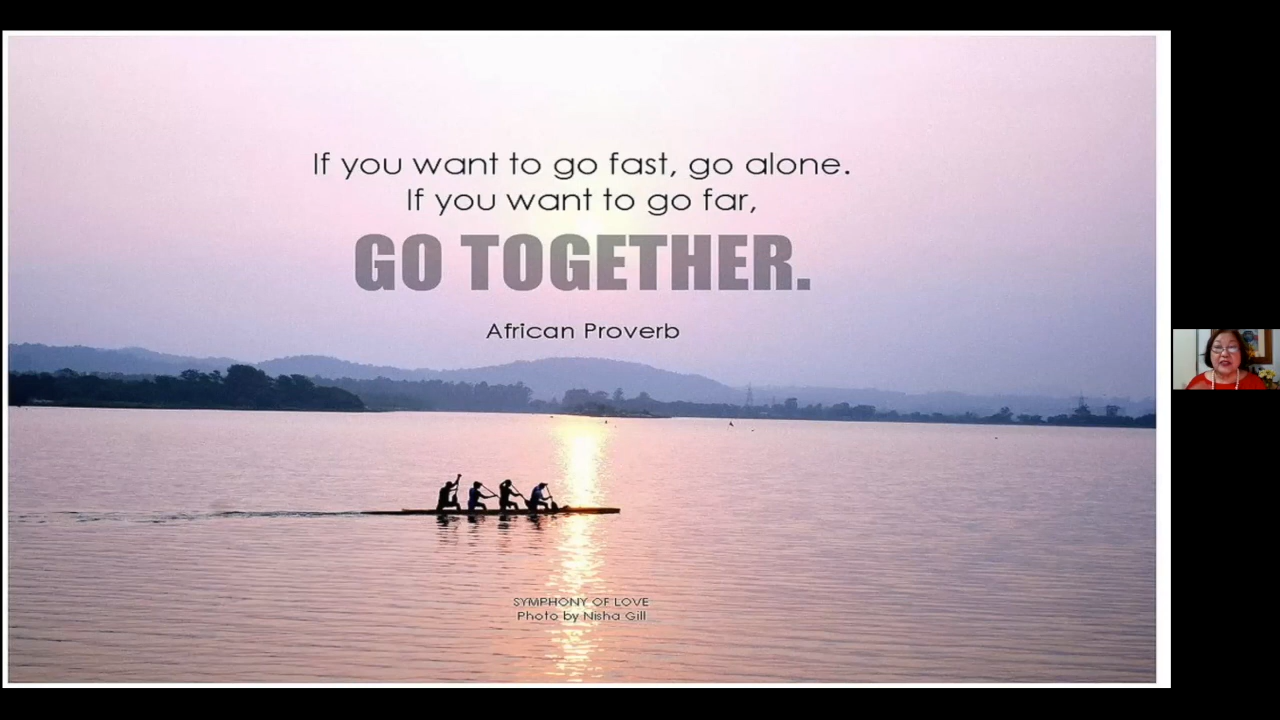 If you want to go fast, go alone.
If you want to go far,
GO TOGETHER.
African Proverb
SYMPHONY OF LOVE
Photo by Nisha Gill